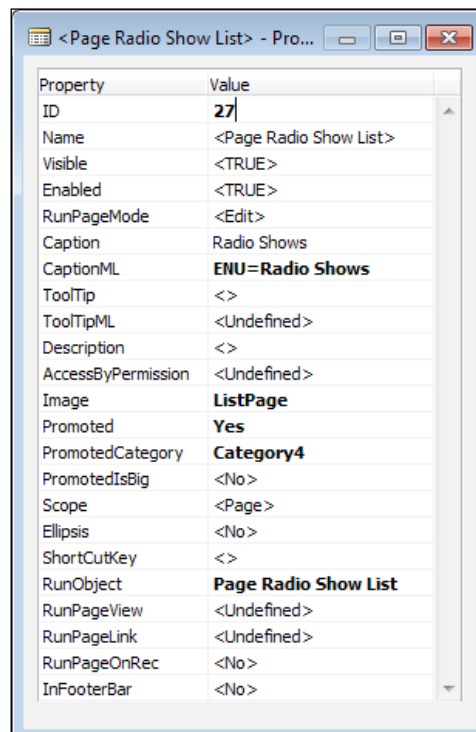 <Page Radio Show List> - Pro...
Property Value
ID 27
Name <Page Radio Show List>
Visible <TRUE>
Enabled <TRUE>
RunPageMode <Edit>
Caption Radio Shows
CaptionML ENU=Radio Shows
ToolTip <>
ToolTipML <Undefined>
Description <>
AccessByPermission <Undefined>
Image ListPage
Promoted Yes
PromotedCategory Category4
PromotedIsBig <No>
Scope <Page>
Ellipsis <No>
ShortCutKey <>
RunObject Page Radio Show List
RunPageView <Undefined>
RunPageLink <Undefined>
RunPageOnRec <No>
InFooterBar <No>